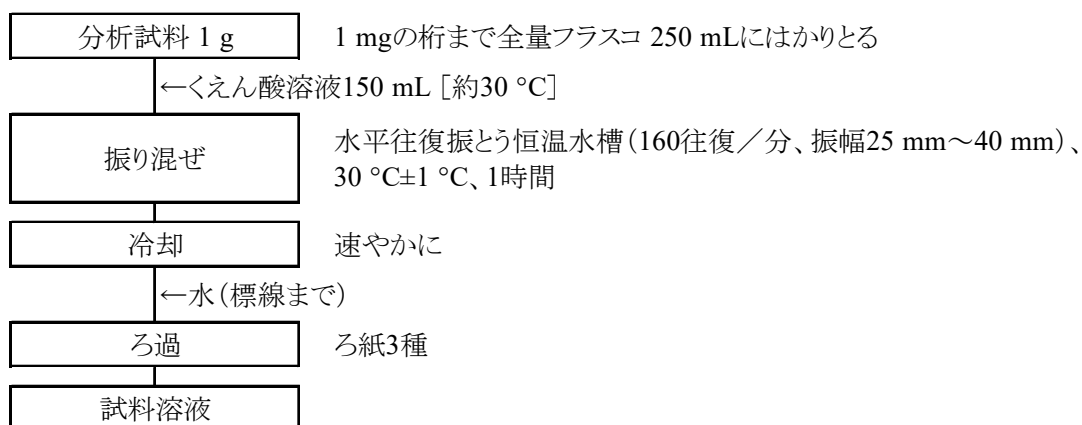 分析試料 1 g
1 mgの桁まで全量フラスコ 250 mLにはかりとる
←くえん酸溶液150 mL ［約30 °C］
振り混ぜ
水平往復振とう恒温水槽（160往復／分、振幅25 mm～40 mm）、
30 °C±1 °C、1時間
冷却
速やかに
←水（標線まで）
ろ過
ろ紙3種
試料溶液